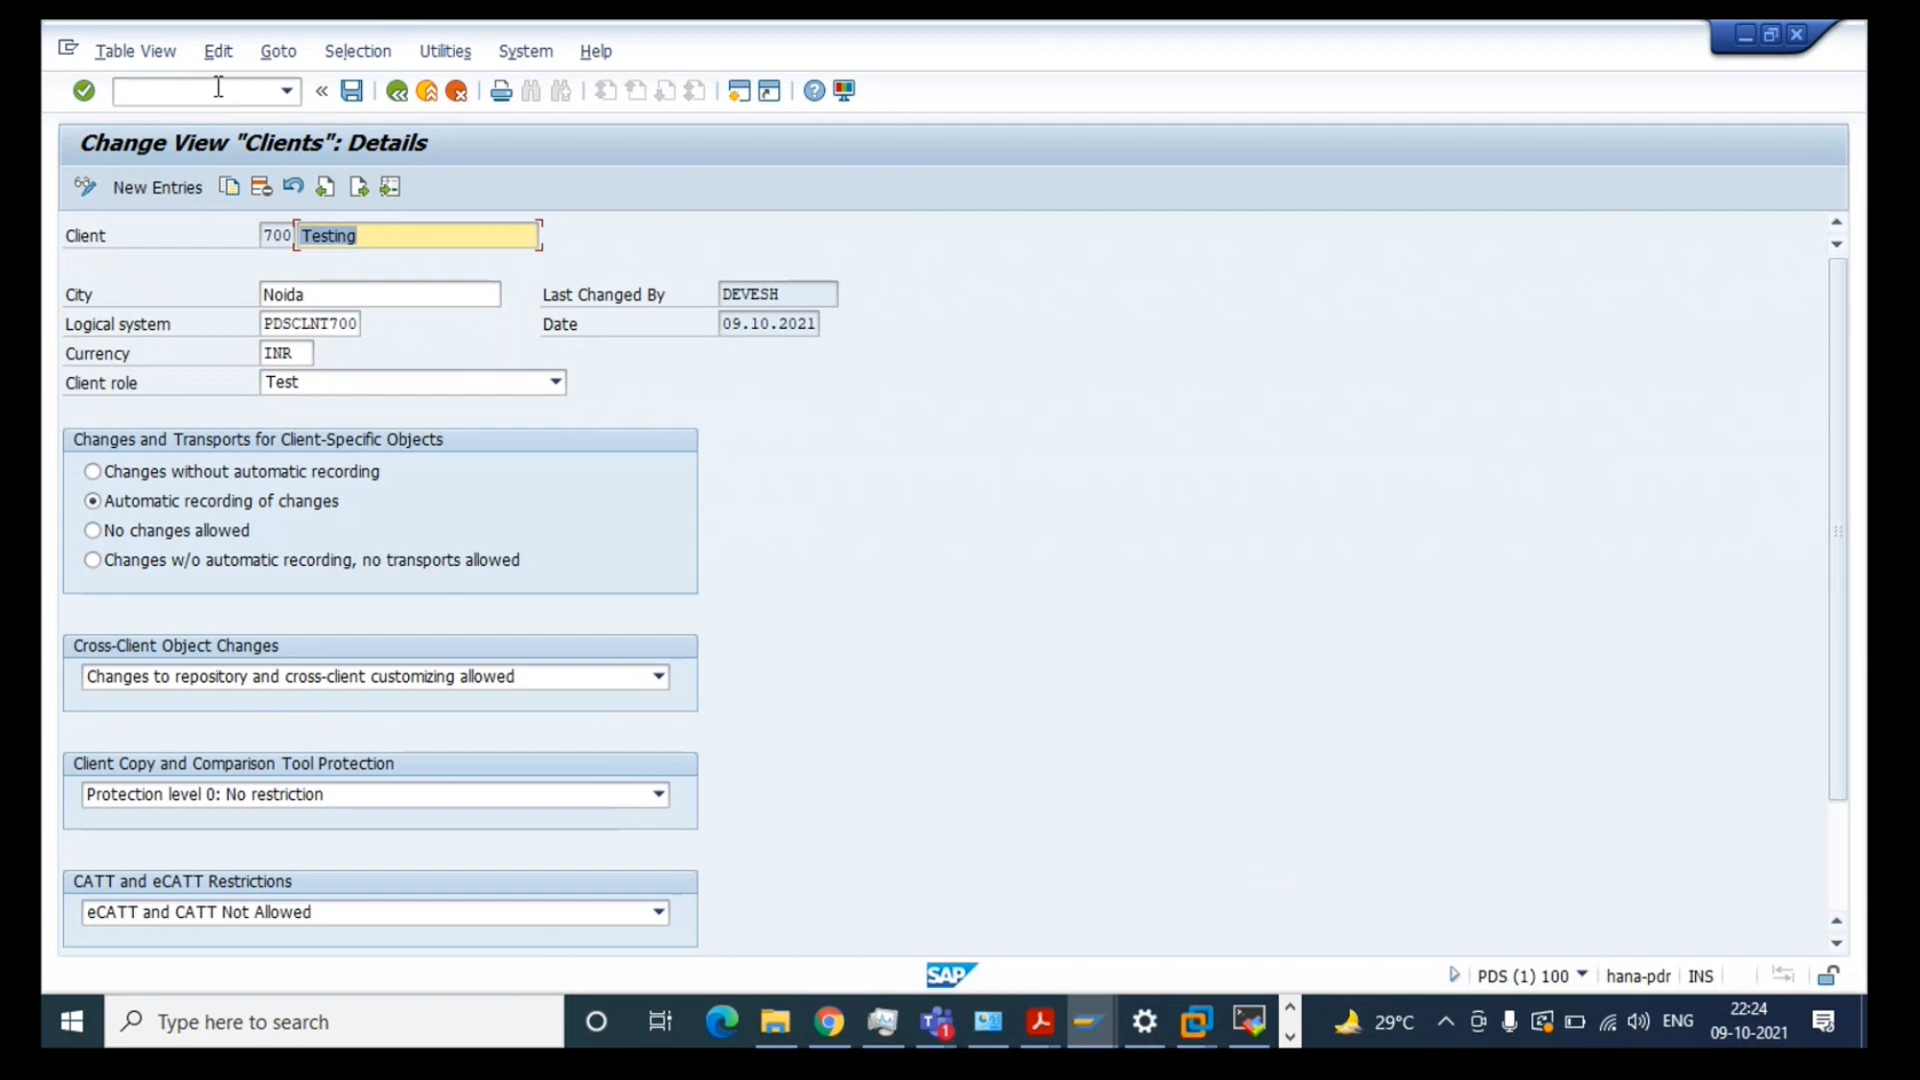 Table View Edit Goto Selection Utilities System Help
Change View "Clients": Details
New Entries
Client 700 Testing
City Noida Last Changed By DEVESH
Logical system PDSCLNT700 Date 09.10.2021
Currency INR
Client role Test
Changes and Transports for Client-Specific Objects
Changes without automatic recording
Automatic recording of changes
No changes allowed
Changes w/o automatic recording, no transports allowed
Cross-Client Object Changes
Changes to repository and cross-client customizing allowed
Client Copy and Comparison Tool Protection
Protection level 0: No restriction
CATT and eCATT Restrictions
eCATT and CATT Not Allowed
SAP PDS (1) 100 hana-pdr INS
Type here to search 1 29°C ENG 22:24
09-10-2021